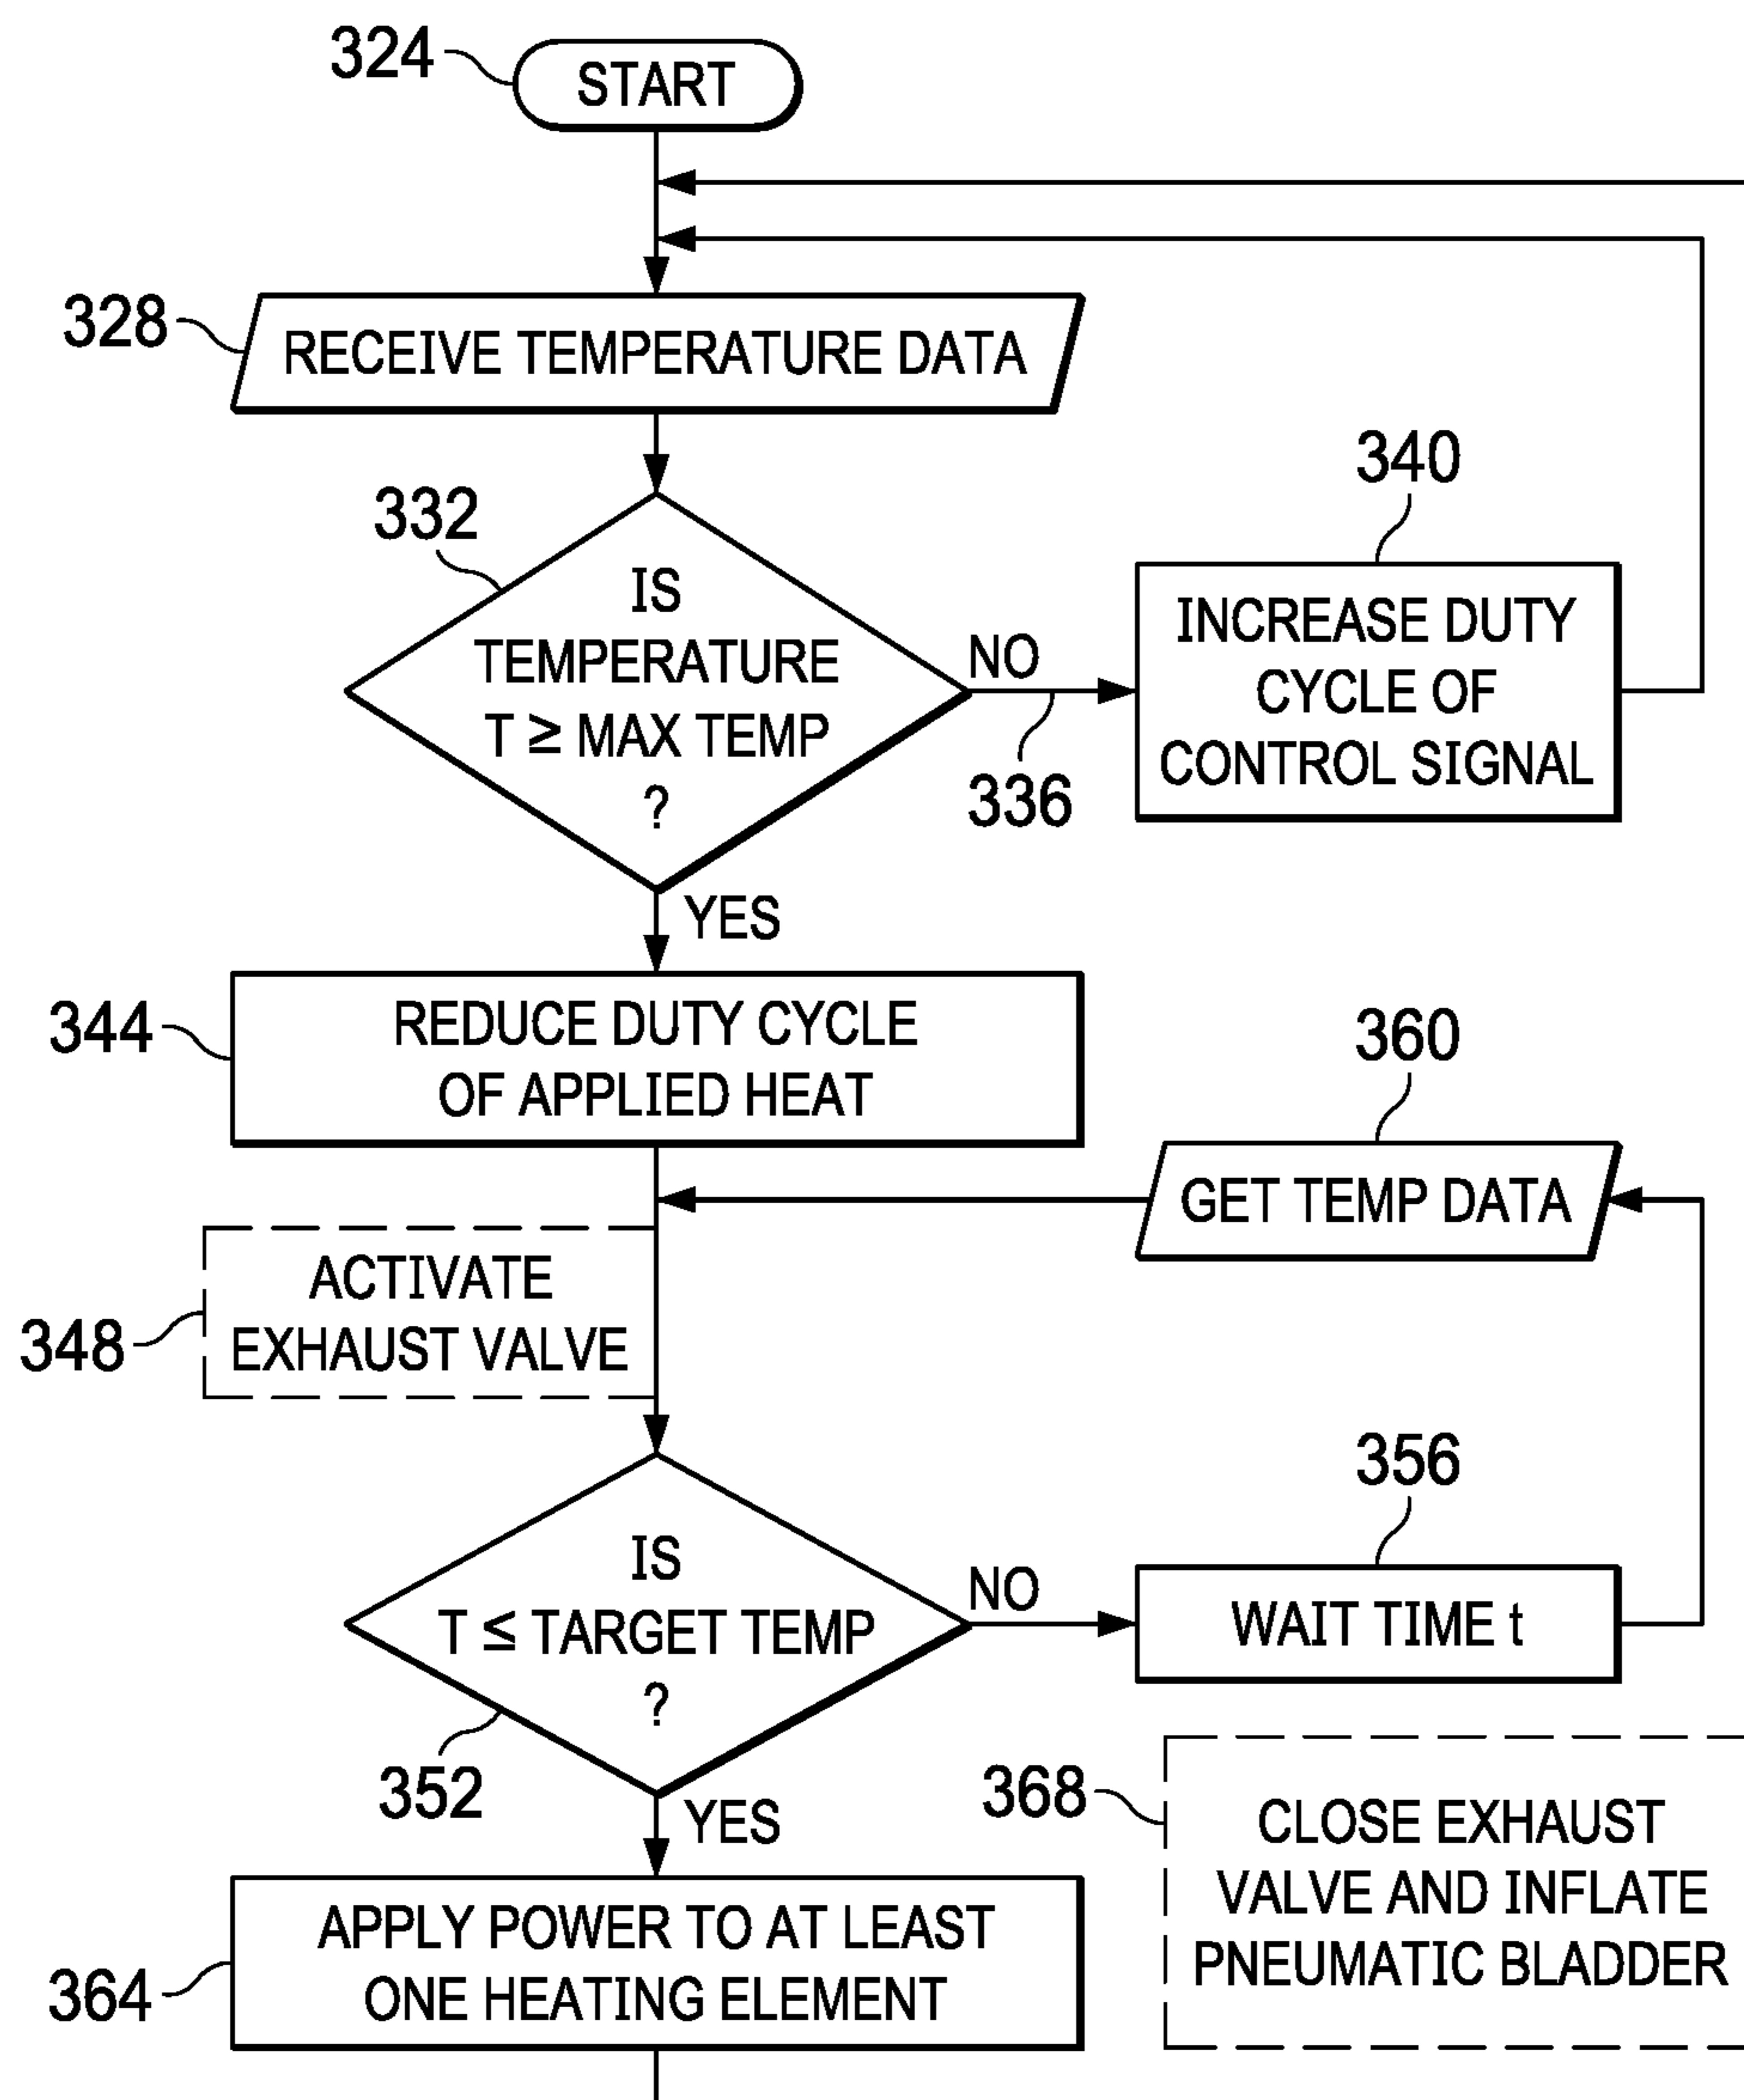 324
START
328
RECEIVE TEMPERATURE DATA
332
IS
TEMPERATURE
T ≥ MAX TEMP
?
NO
336
340
INCREASE DUTY
CYCLE OF
CONTROL SIGNAL
YES
344
REDUCE DUTY CYCLE
OF APPLIED HEAT
360
GET TEMP DATA
348
ACTIVATE
EXHAUST VALVE
IS
T ≤ TARGET TEMP
?
352
NO
356
WAIT TIME t
YES
368
CLOSE EXHAUST
VALVE AND INFLATE
PNEUMATIC BLADDER
364
APPLY POWER TO AT LEAST
ONE HEATING ELEMENT